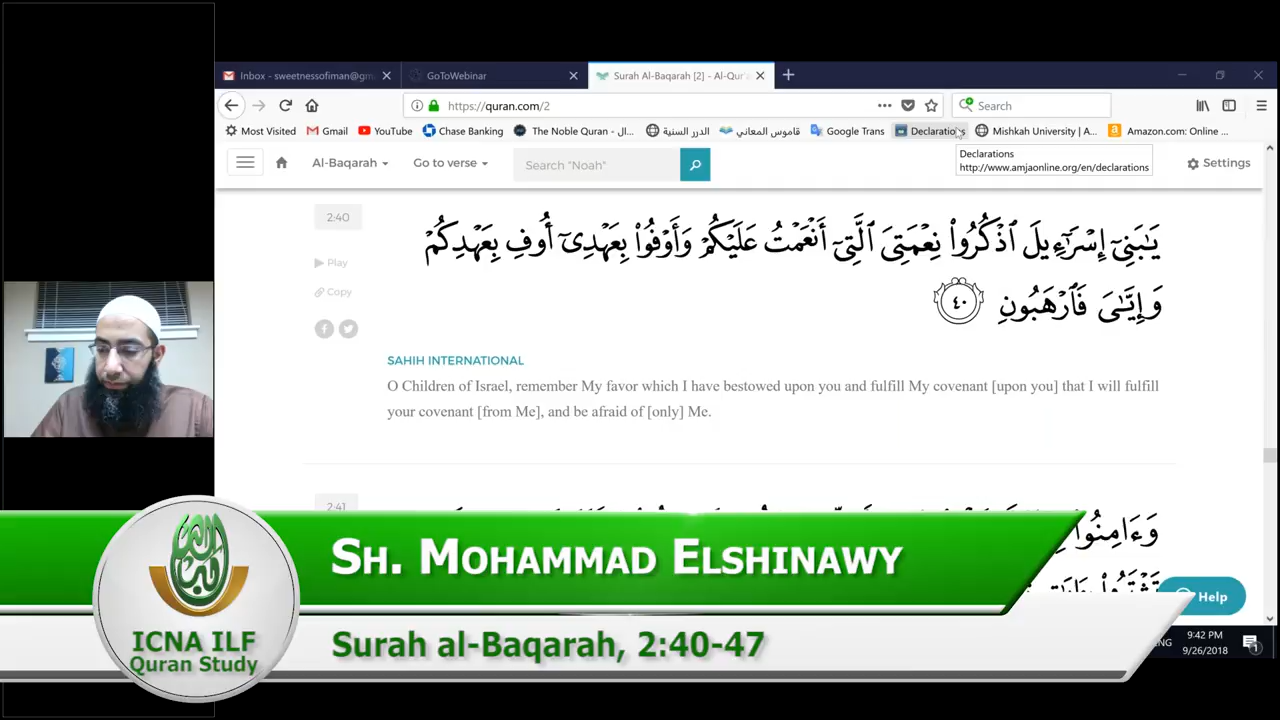 Inbox - sweetnessofiman@gm
GoToWebinar
Surah Al-Baqarah [2] - Al-Qur'a
https://quran.com/2
Search
Most Visited
Gmail
YouTube
Chase Banking
The Noble Quran - ...ال
الدرر السنية
قاموس المعاني
Google Trans
Declarations
Mishkah University | A...
Amazon.com: Online ...
Declarations
http://www.amjaonline.org/en/declarations
Al-Baqarah
Go to verse
Search "Noah"
Settings
2:40
يَـٰبَنِىٓ إِسْرَٰٓءِيلَ ٱذْكُرُوا۟ نِعْمَتِىَ ٱلَّتِىٓ أَنْعَمْتُ عَلَيْكُمْ وَأَوْفُوا۟ بِعَهْدِىٓ أُوفِ بِعَهْدِكُمْ
وَإِيَّـٰىَ فَٱرْهَبُونِ ٤٠
Play
Copy
SAHIH INTERNATIONAL
O Children of Israel, remember My favor which I have bestowed upon you and fulfill My covenant [upon you] that I will fulfill
your covenant [from Me], and be afraid of [only] Me.
2:41
وَءَامِنُوا۟
Help
SH. MOHAMMAD ELSHINAWY
Surah al-Baqarah, 2:40-47
ICNA ILF
Quran Study
ENG
9:42 PM
9/26/2018